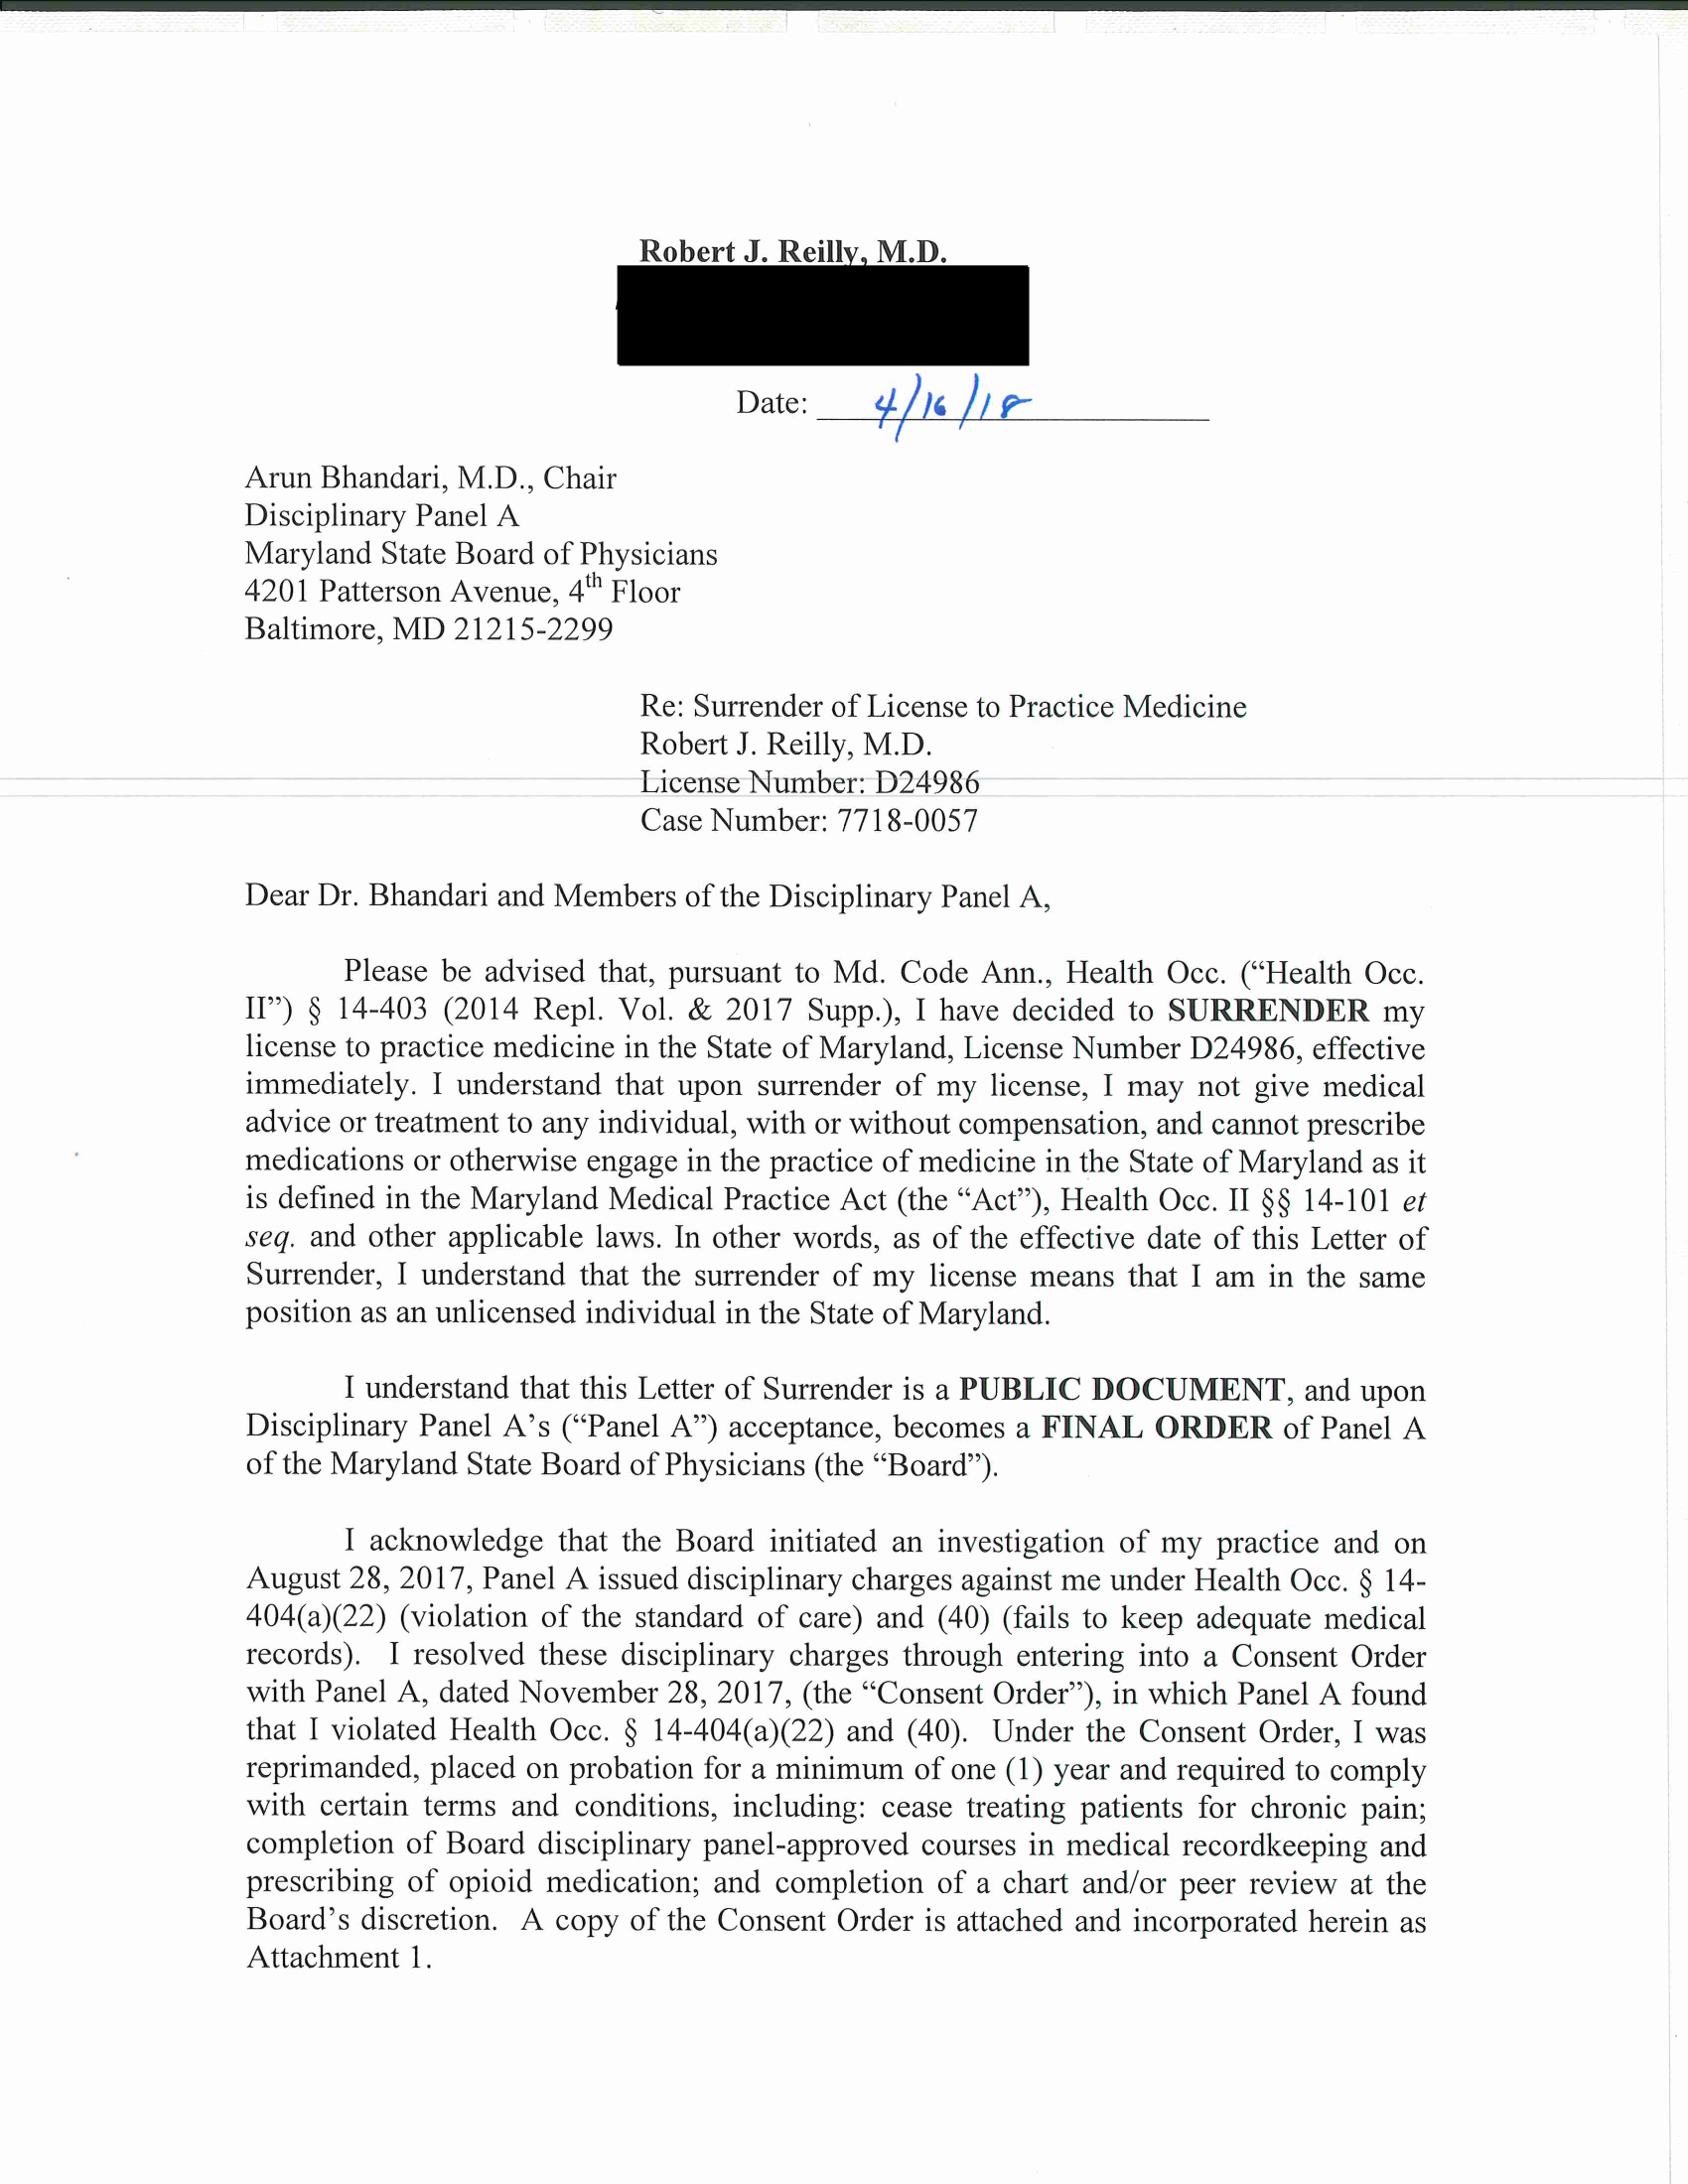 Robert J. Reilly, M.D.
Date: 4/16/18
Arun Bhandari, M.D., Chair
Disciplinary Panel A
Maryland State Board of Physicians
4201 Patterson Avenue, 4th Floor
Baltimore, MD 21215-2299
Re: Surrender of License to Practice Medicine
Robert J. Reilly, M.D.
License Number: D24986
Case Number: 7718-0057
Dear Dr. Bhandari and Members of the Disciplinary Panel A,
Please be advised that, pursuant to Md. Code Ann., Health Occ. (“Health Occ.
II”) § 14-403 (2014 Repl. Vol. & 2017 Supp.), I have decided to SURRENDER my
license to practice medicine in the State of Maryland, License Number D24986, effective
immediately. I understand that upon surrender of my license, I may not give medical
advice or treatment to any individual, with or without compensation, and cannot prescribe
medications or otherwise engage in the practice of medicine in the State of Maryland as it
is defined in the Maryland Medical Practice Act (the “Act”), Health Occ. II §§ 14-101 et
seq. and other applicable laws. In other words, as of the effective date of this Letter of
Surrender, I understand that the surrender of my license means that I am in the same
position as an unlicensed individual in the State of Maryland.
I understand that this Letter of Surrender is a PUBLIC DOCUMENT, and upon
Disciplinary Panel A’s (“Panel A”) acceptance, becomes a FINAL ORDER of Panel A
of the Maryland State Board of Physicians (the “Board”).
I acknowledge that the Board initiated an investigation of my practice and on
August 28, 2017, Panel A issued disciplinary charges against me under Health Occ. § 14-
404(a)(22) (violation of the standard of care) and (40) (fails to keep adequate medical
records). I resolved these disciplinary charges through entering into a Consent Order
with Panel A, dated November 28, 2017, (the “Consent Order”), in which Panel A found
that I violated Health Occ. § 14-404(a)(22) and (40). Under the Consent Order, I was
reprimanded, placed on probation for a minimum of one (1) year and required to comply
with certain terms and conditions, including: cease treating patients for chronic pain;
completion of Board disciplinary panel-approved courses in medical recordkeeping and
prescribing of opioid medication; and completion of a chart and/or peer review at the
Board’s discretion. A copy of the Consent Order is attached and incorporated herein as
Attachment 1.